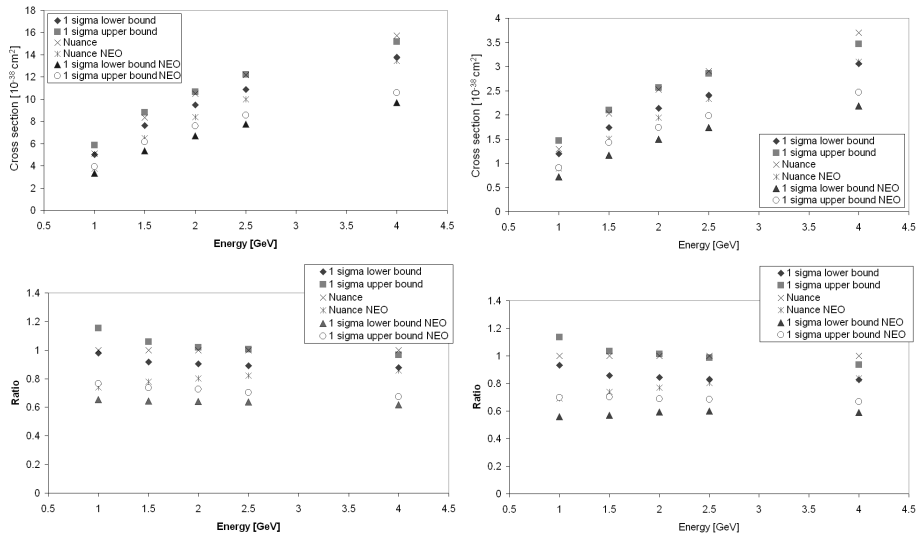 Cross section [10⁻³⁸ cm²]
18
16
14
12
10
8
6
4
2
0
0.5 1 1.5 2 2.5 3 3.5 4 4.5
Energy [GeV]
1 sigma lower bound
1 sigma upper bound
Nuance
Nuance NEO
1 sigma lower bound NEO
1 sigma upper bound NEO
Cross section [10⁻³⁸ cm²]
4
3.5
3
2.5
2
1.5
1
0.5
0
0.5 1 1.5 2 2.5 3 3.5 4 4.5
Energy [GeV]
1 sigma lower bound
1 sigma upper bound
Nuance
Nuance NEO
1 sigma lower bound NEO
1 sigma upper bound NEO
Ratio
1.4
1.2
1
0.8
0.6
0.4
0.2
0
0.5 1 1.5 2 2.5 3 3.5 4 4.5
Energy [GeV]
1 sigma lower bound
1 sigma upper bound
Nuance
Nuance NEO
1 sigma lower bound NEO
1 sigma upper bound NEO
Ratio
1.4
1.2
1
0.8
0.6
0.4
0.2
0
0.5 1 1.5 2 2.5 3 3.5 4 4.5
Energy [GeV]
1 sigma lower bound
1 sigma upper bound
Nuance
Nuance NEO
1 sigma lower bound NEO
1 sigma upper bound NEO